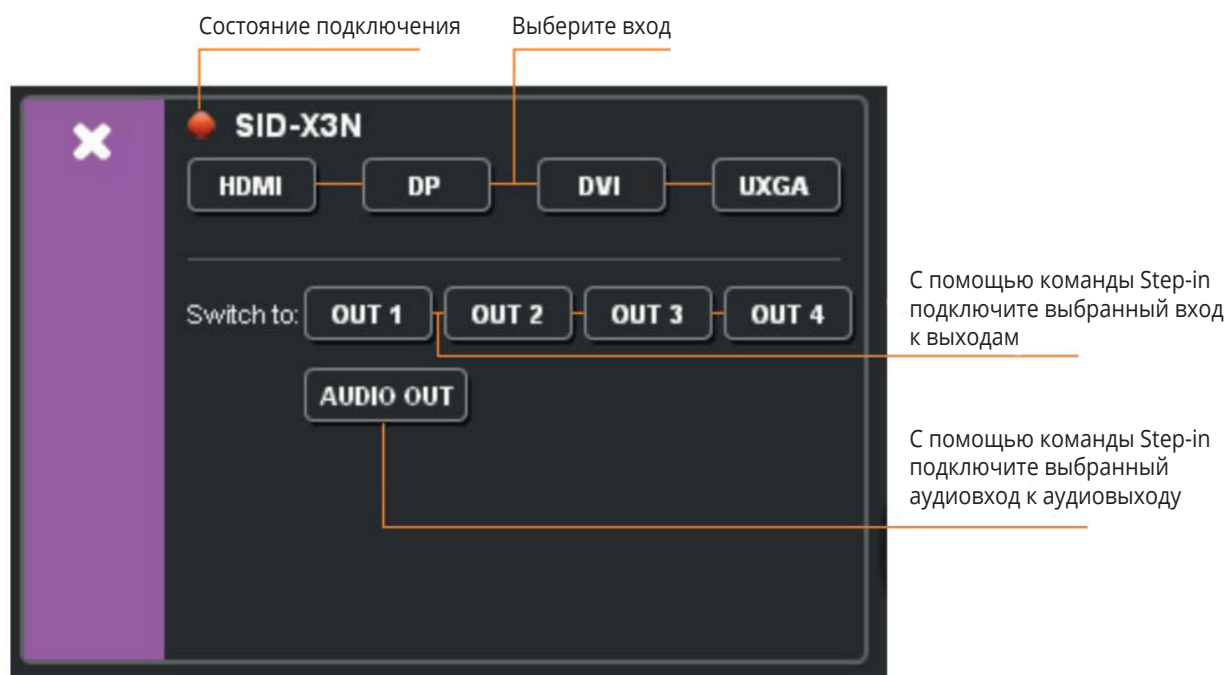 Состояние подключения
Выберите вход
SID-X3N
HDMI DP DVI UXGA
Switch to: OUT 1 OUT 2 OUT 3 OUT 4
AUDIO OUT
С помощью команды Step-in
подключите выбранный вход
к выходам
С помощью команды Step-in
подключите выбранный
аудиовход к аудиовыходу